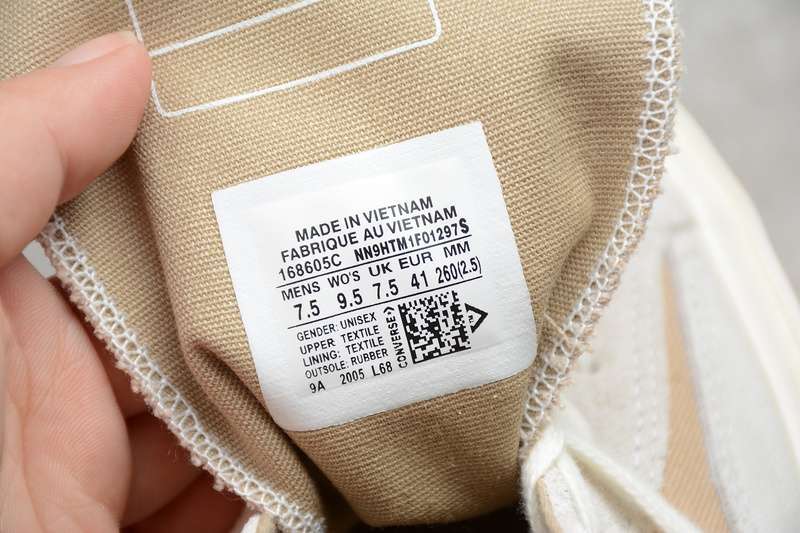 MADE IN VIETNAM
FABRIQUE AU VIETNAM
168605C NN9HTM1F01297S
MENS WO'S UK EUR MM
7.5 9.5 7.5 41 260(2.5)
GENDER: UNISEX
UPPER TEXTILE
LINING: TEXTILE
OUTSOLE: RUBBER
9A 2005 L68
CONVERSE